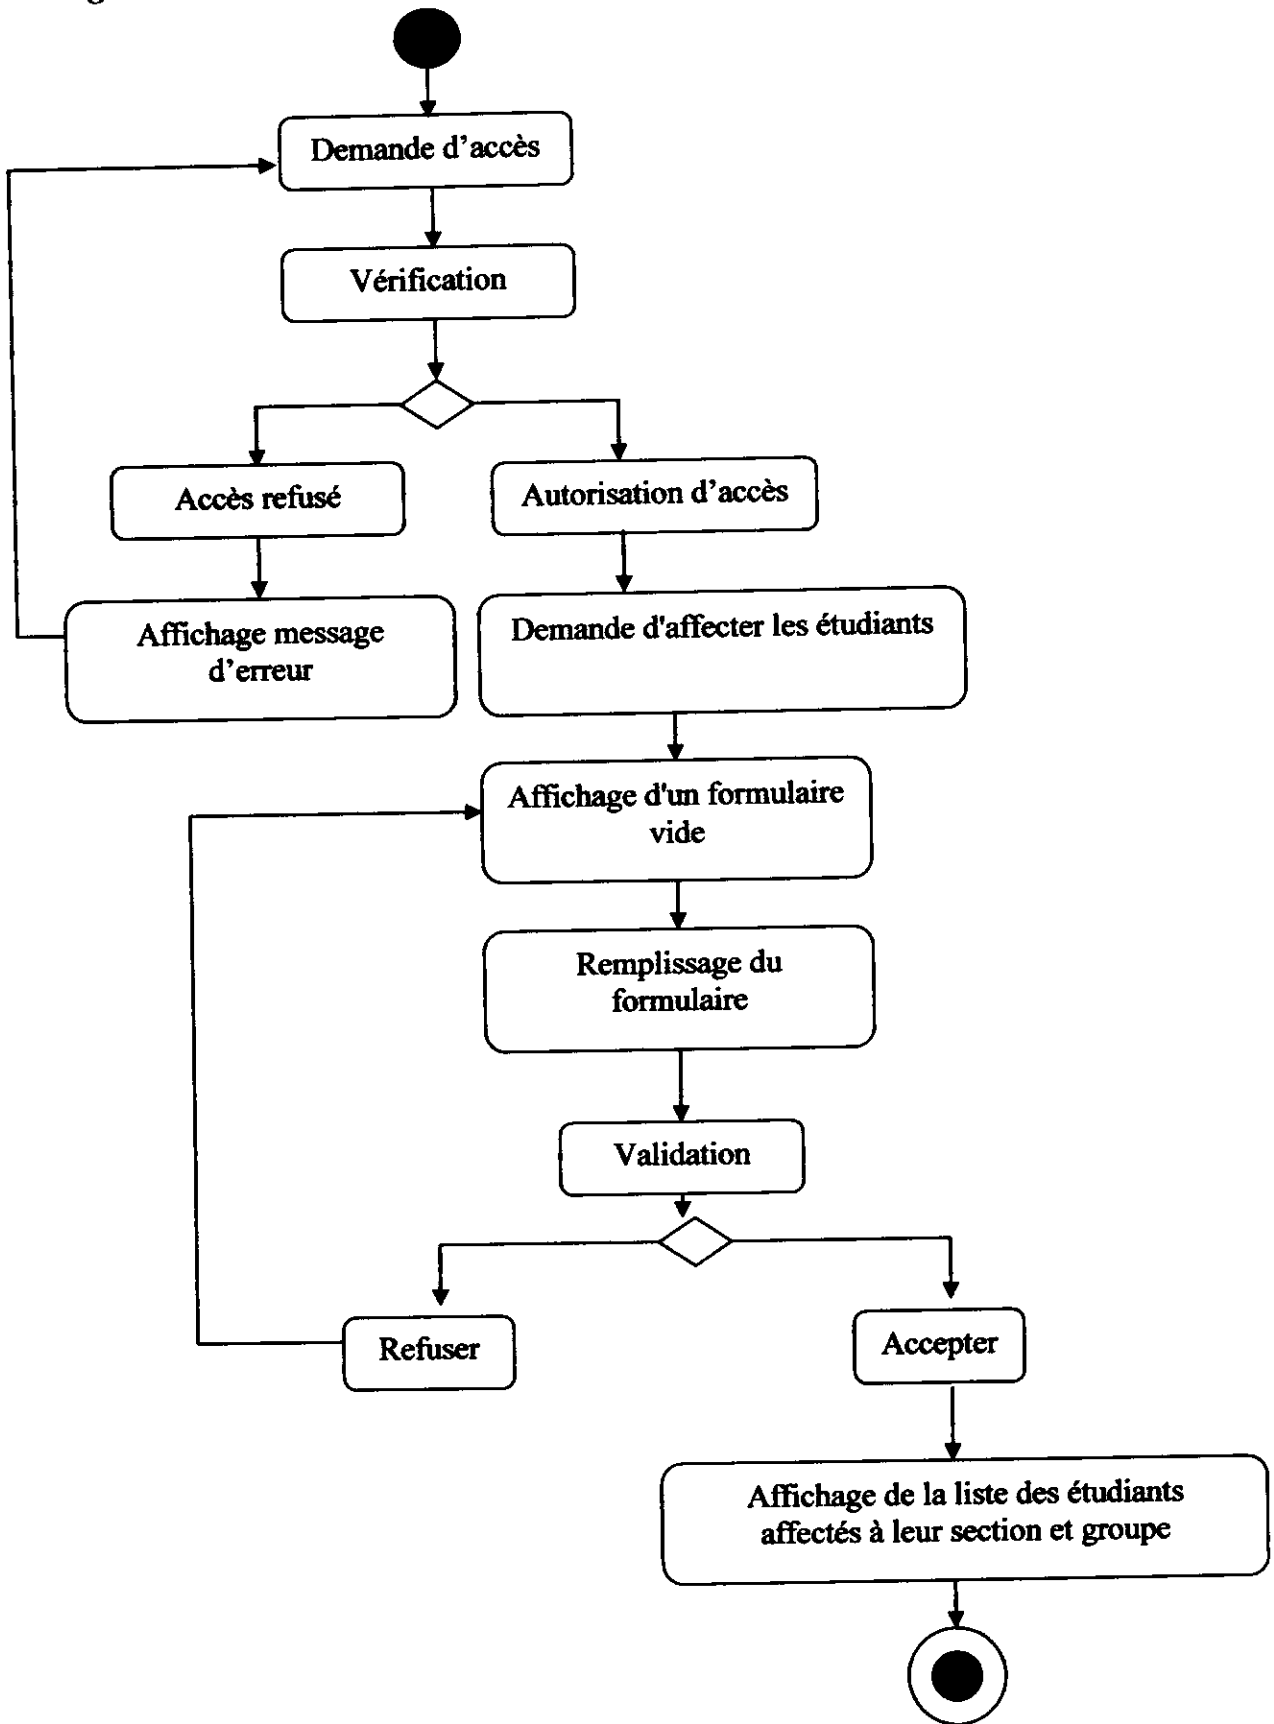 Demande d’accès
Vérification
Accès refusé
Autorisation d’accès
Affichage message
d’erreur
Demande d'affecter les étudiants
Affichage d'un formulaire
vide
Remplissage du
formulaire
Validation
Refuser
Accepter
Affichage de la liste des étudiants
affectés à leur section et groupe